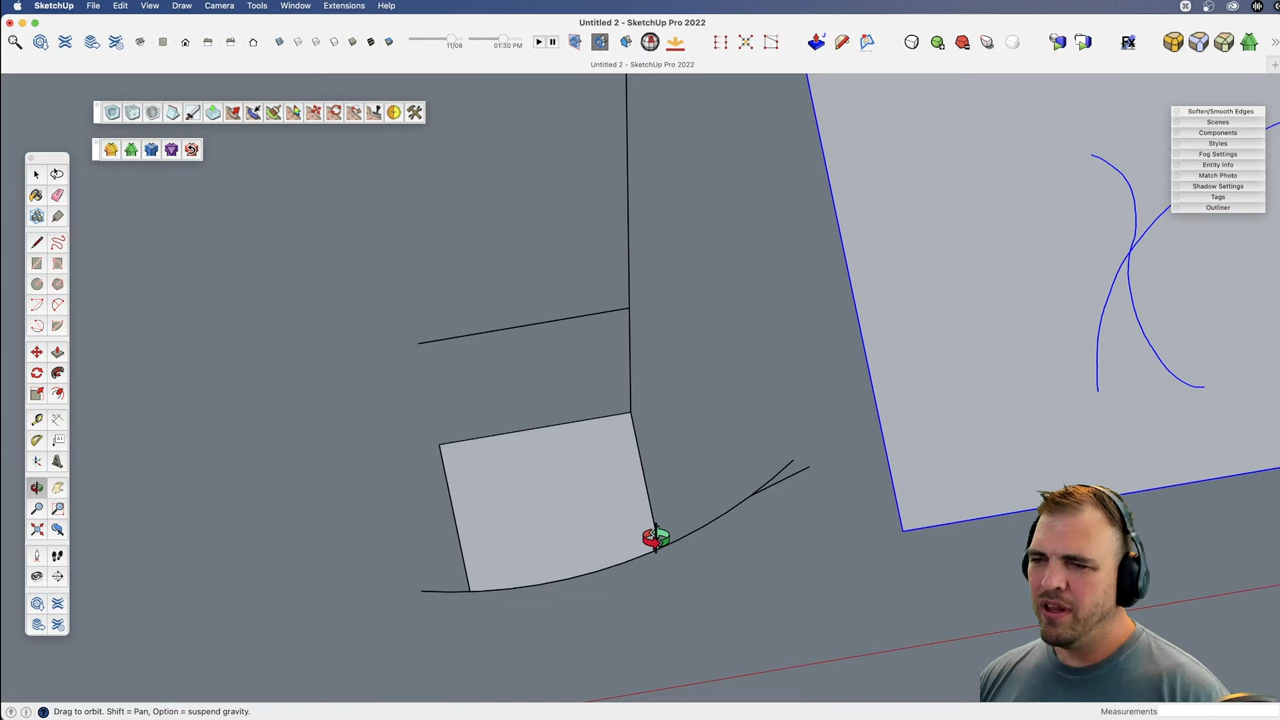 SketchUp File Edit View Draw Camera Tools Window Extensions Help
Untitled 2 - SketchUp Pro 2022
11/08 01:30 PM
FX
Untitled 2 - SketchUp Pro 2022
Soften/Smooth Edges
Scenes
Components
Styles
Fog Settings
Entity Info
Match Photo
Shadow Settings
Tags
Outliner
Drag to orbit. Shift = Pan, Option = suspend gravity.
Measurements